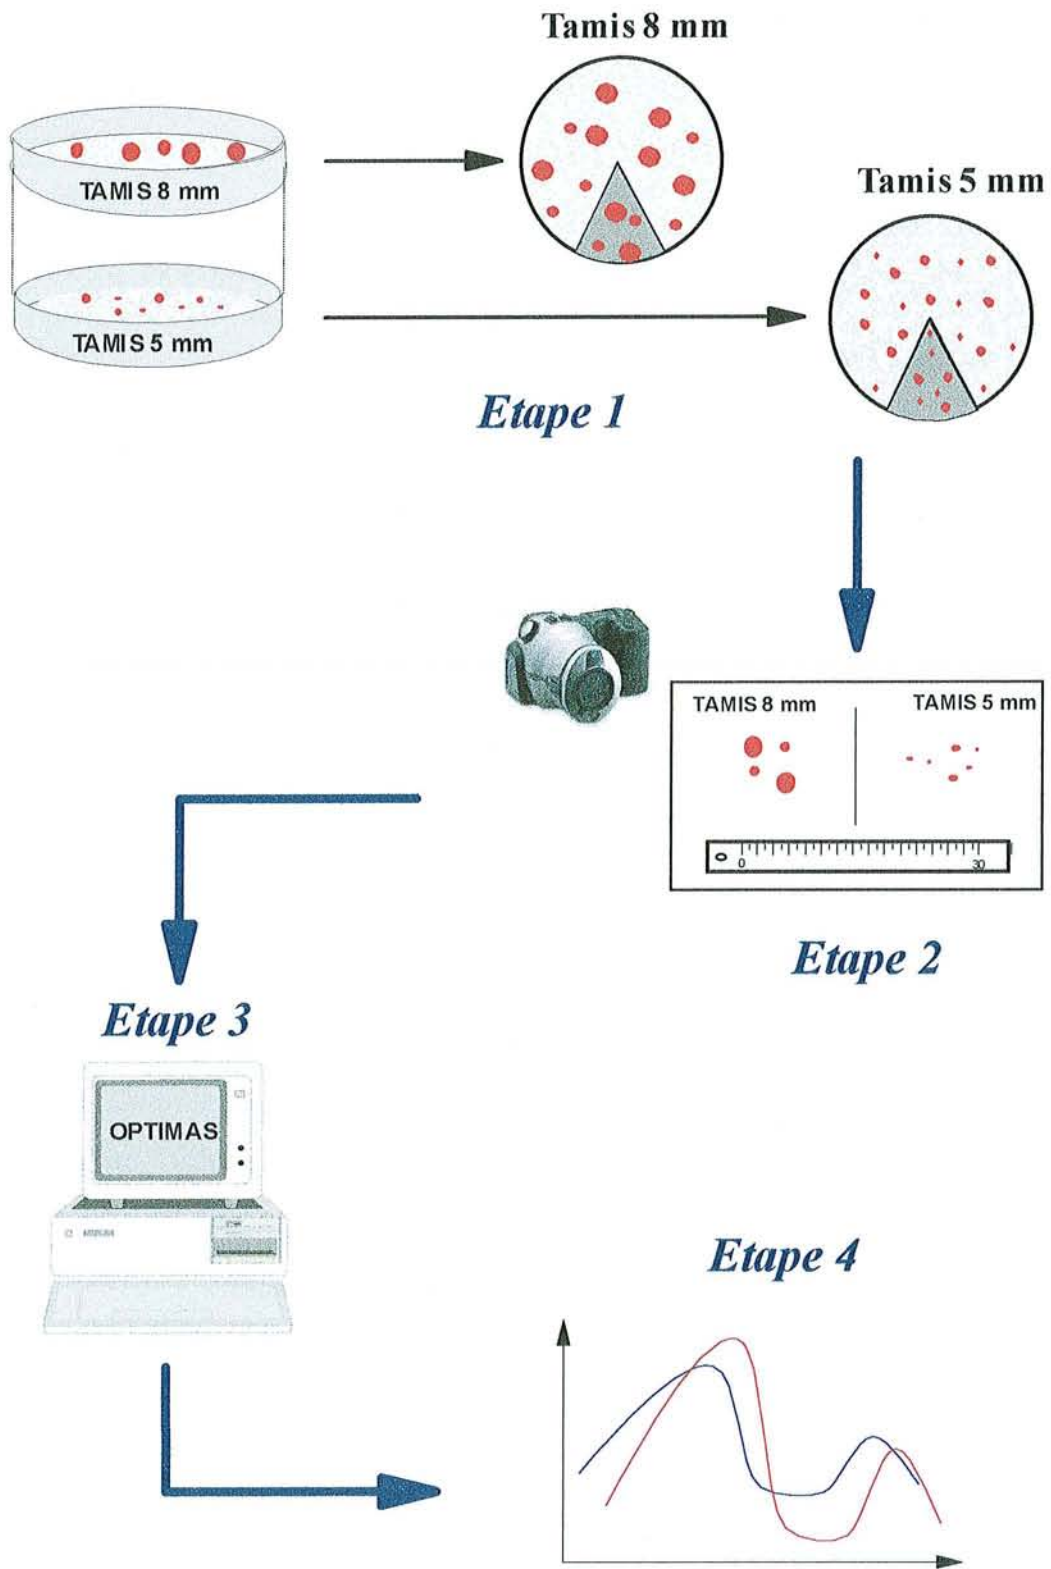 Tamis 8 mm
TAMIS 8 mm
Tamis 5 mm
TAMIS 5 mm
Etape 1
TAMIS 8 mm
TAMIS 5 mm
0
30
Etape 2
Etape 3
OPTIMAS
Etape 4